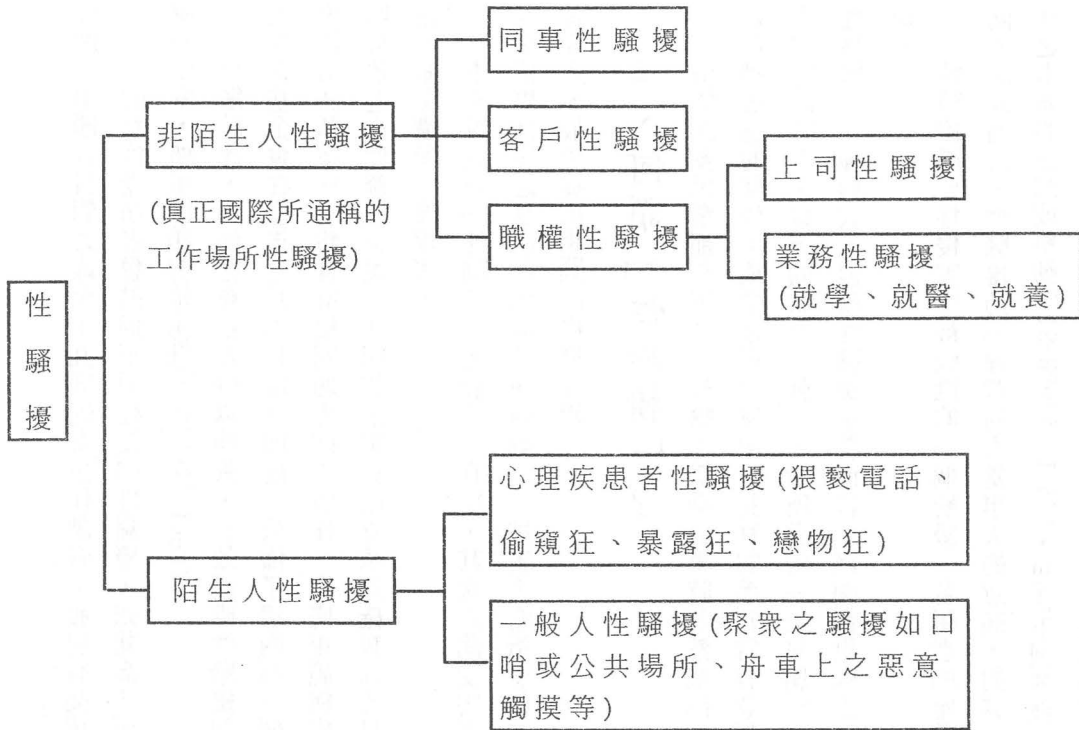 性
騷
擾
非陌生人性騷擾
(眞正國際所通稱的
工作場所性騷擾)
同事性騷擾
客戶性騷擾
職權性騷擾
上司性騷擾
業務性騷擾
(就學、就醫、就養)
陌生人性騷擾
心理疾患者性騷擾(猥褻電話、
偷窺狂、暴露狂、戀物狂)
一般人性騷擾(聚衆之騷擾如口
哨或公共場所、舟車上之惡意
觸摸等)